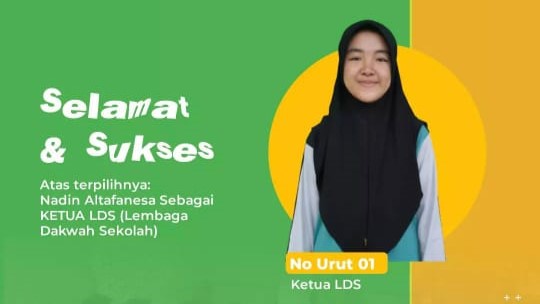 Selamat
& Sukses
Atas terpilihnya:
Nadin Altafanesa Sebagai
KETUA LDS (Lembaga
Dakwah Sekolah)
No Urut 01
Ketua LDS